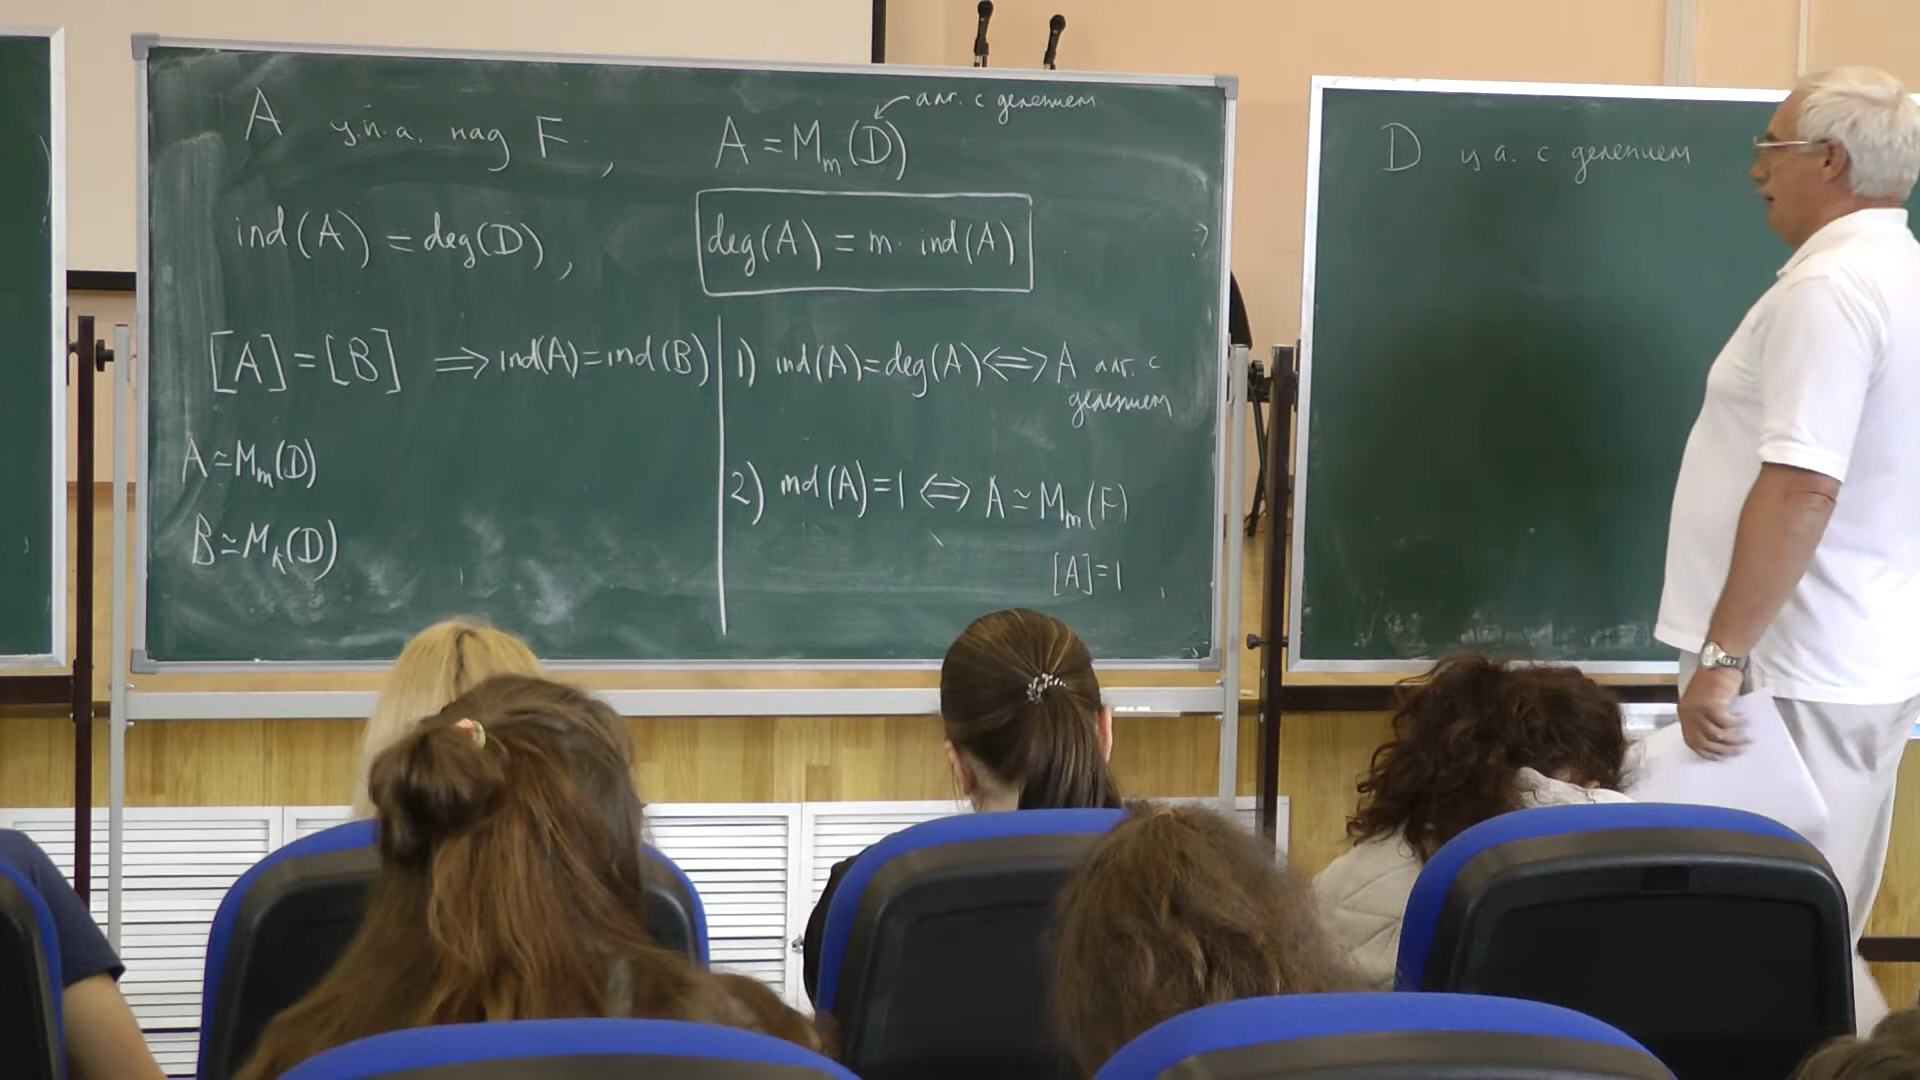 A ц.п.а. над F, A = M_m(D) ← алг. с делением
ind(A) = deg(D), deg(A) = m · ind(A)
[A] = [B] ⟹ ind(A) = ind(B)
A ≃ M_m(D)
B ≃ M_k(D)
1) ind(A) = deg(A) ⟺ A алг. с
делением
2) ind(A) = 1 ⟺ A ≃ M_m(F)
[A] = 1
D ц а. с делением